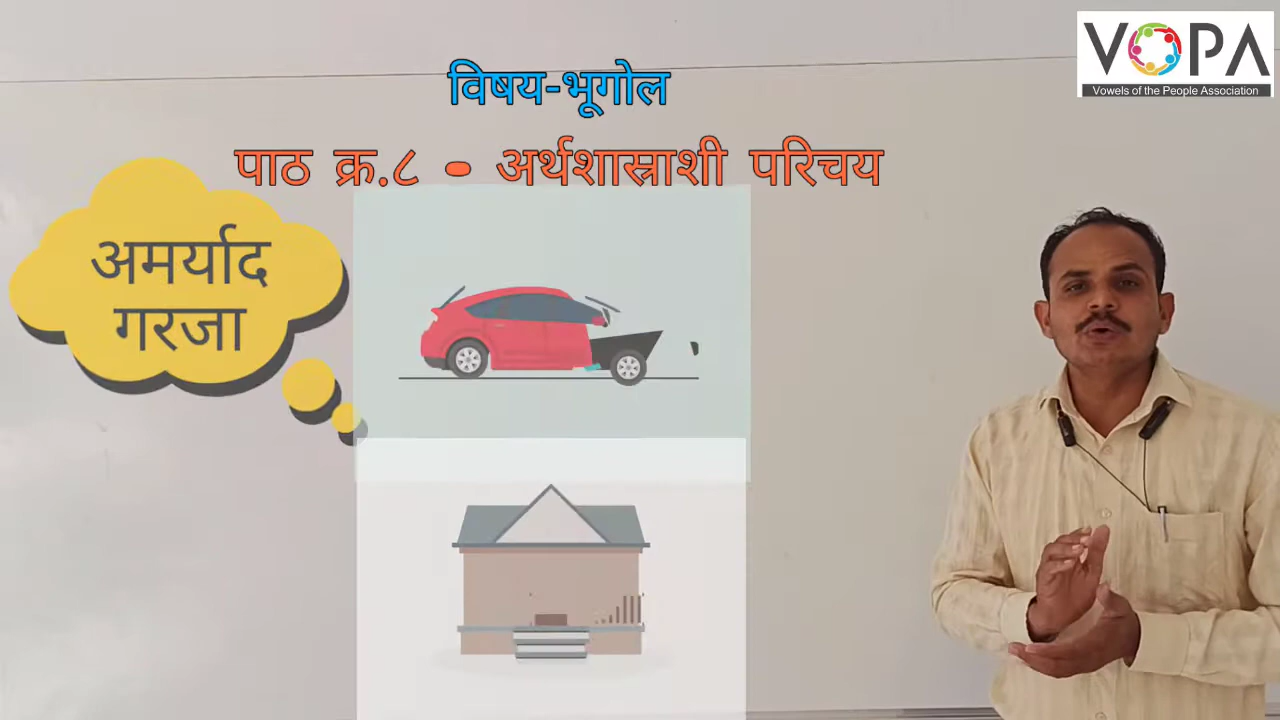 VOPA
Vowels of the People Association
विषय-भूगोल
पाठ क्र.८ - अर्थशास्राशी परिचय
अमर्याद
गरजा